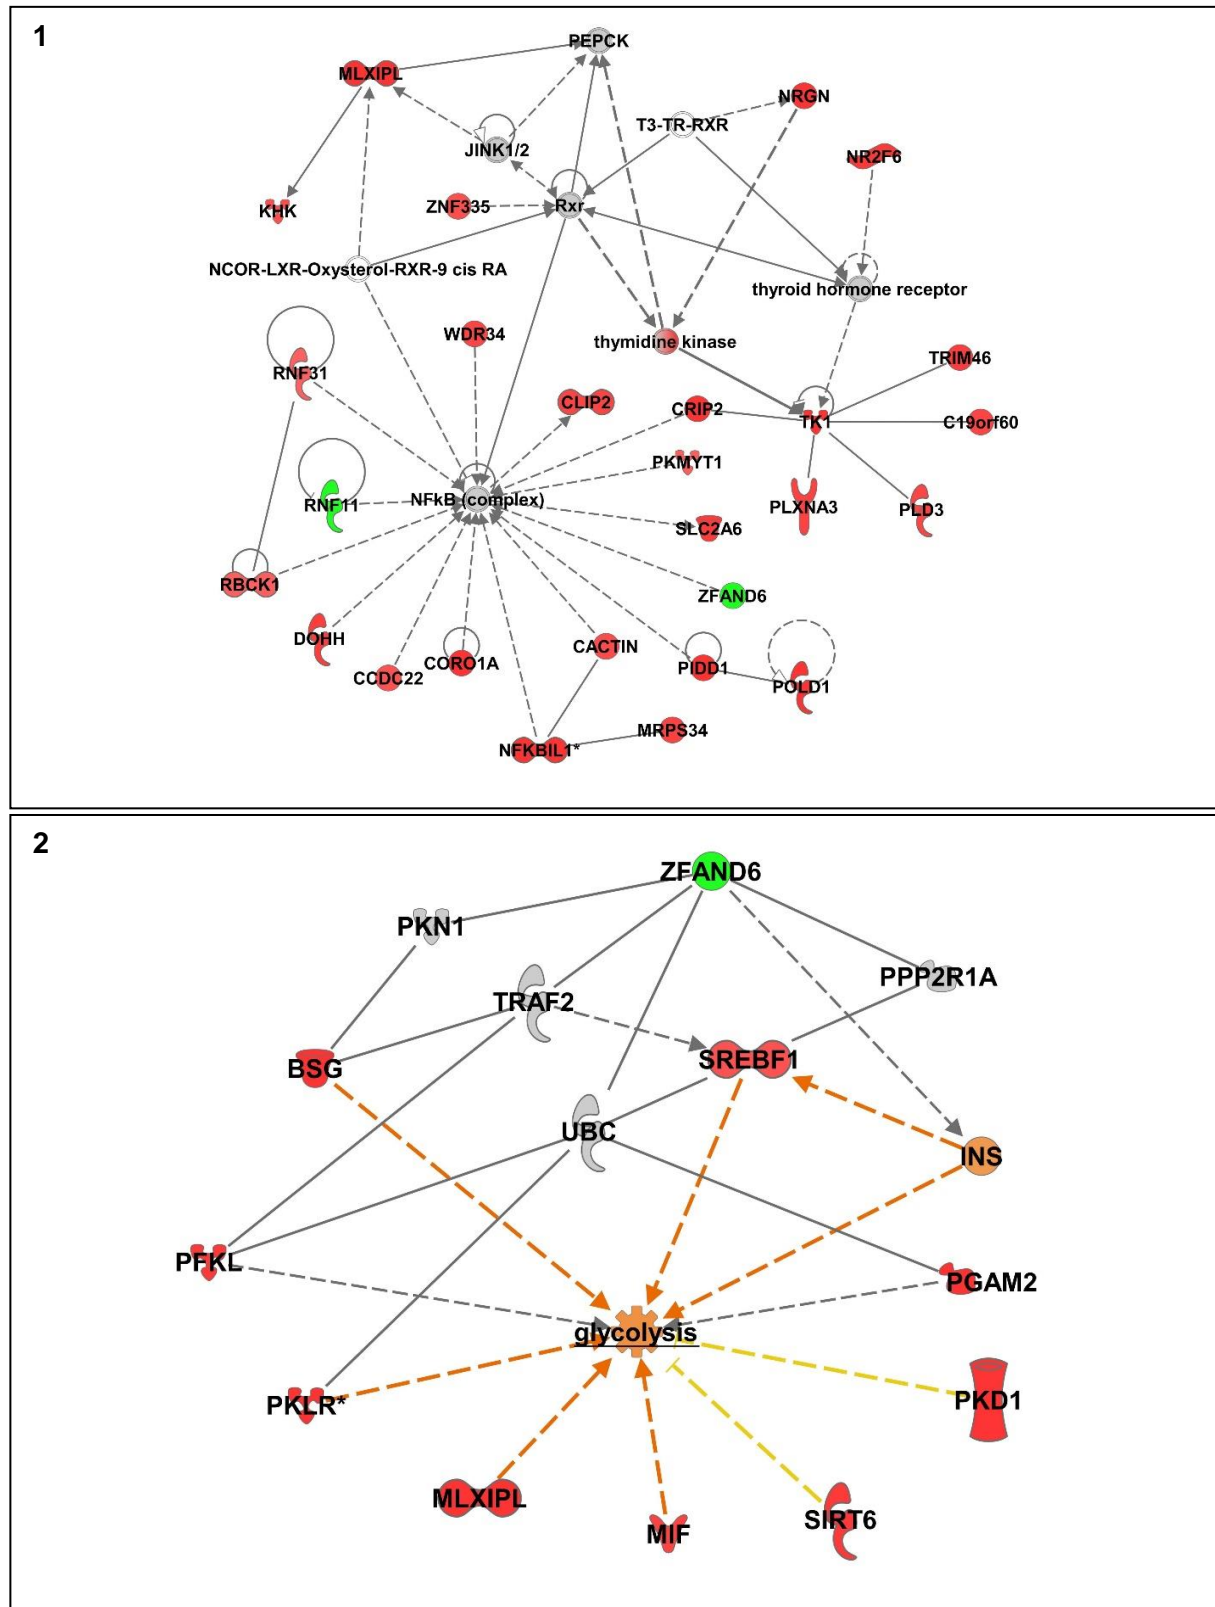 1
PEPCK
MLXIPL
NRGN
T3-TR-RXR
JINK1/2
NR2F6
KHK
ZNF335
Rxr
NCOR-LXR-Oxysterol-RXR-9 cis RA
thyroid hormone receptor
WDR34
thymidine kinase
TRIM46
RNF31
CLIP2
CRIP2
TK1
C19orf60
PKMYT1
RNF11
NFkB (complex)
PLXNA3
PLD3
SLC2A6
RBCK1
ZFAND6
DOHH
CORO1A
CACTIN
PIDD1
CCDC22
POLD1
MRPS34
NFKBIL1*
2
ZFAND6
PKN1
PPP2R1A
TRAF2
BSG
SREBF1
UBC
INS
PFKL
PGAM2
glycolysis
PKLR*
PKD1
MLXIPL
MIF
SIRT6